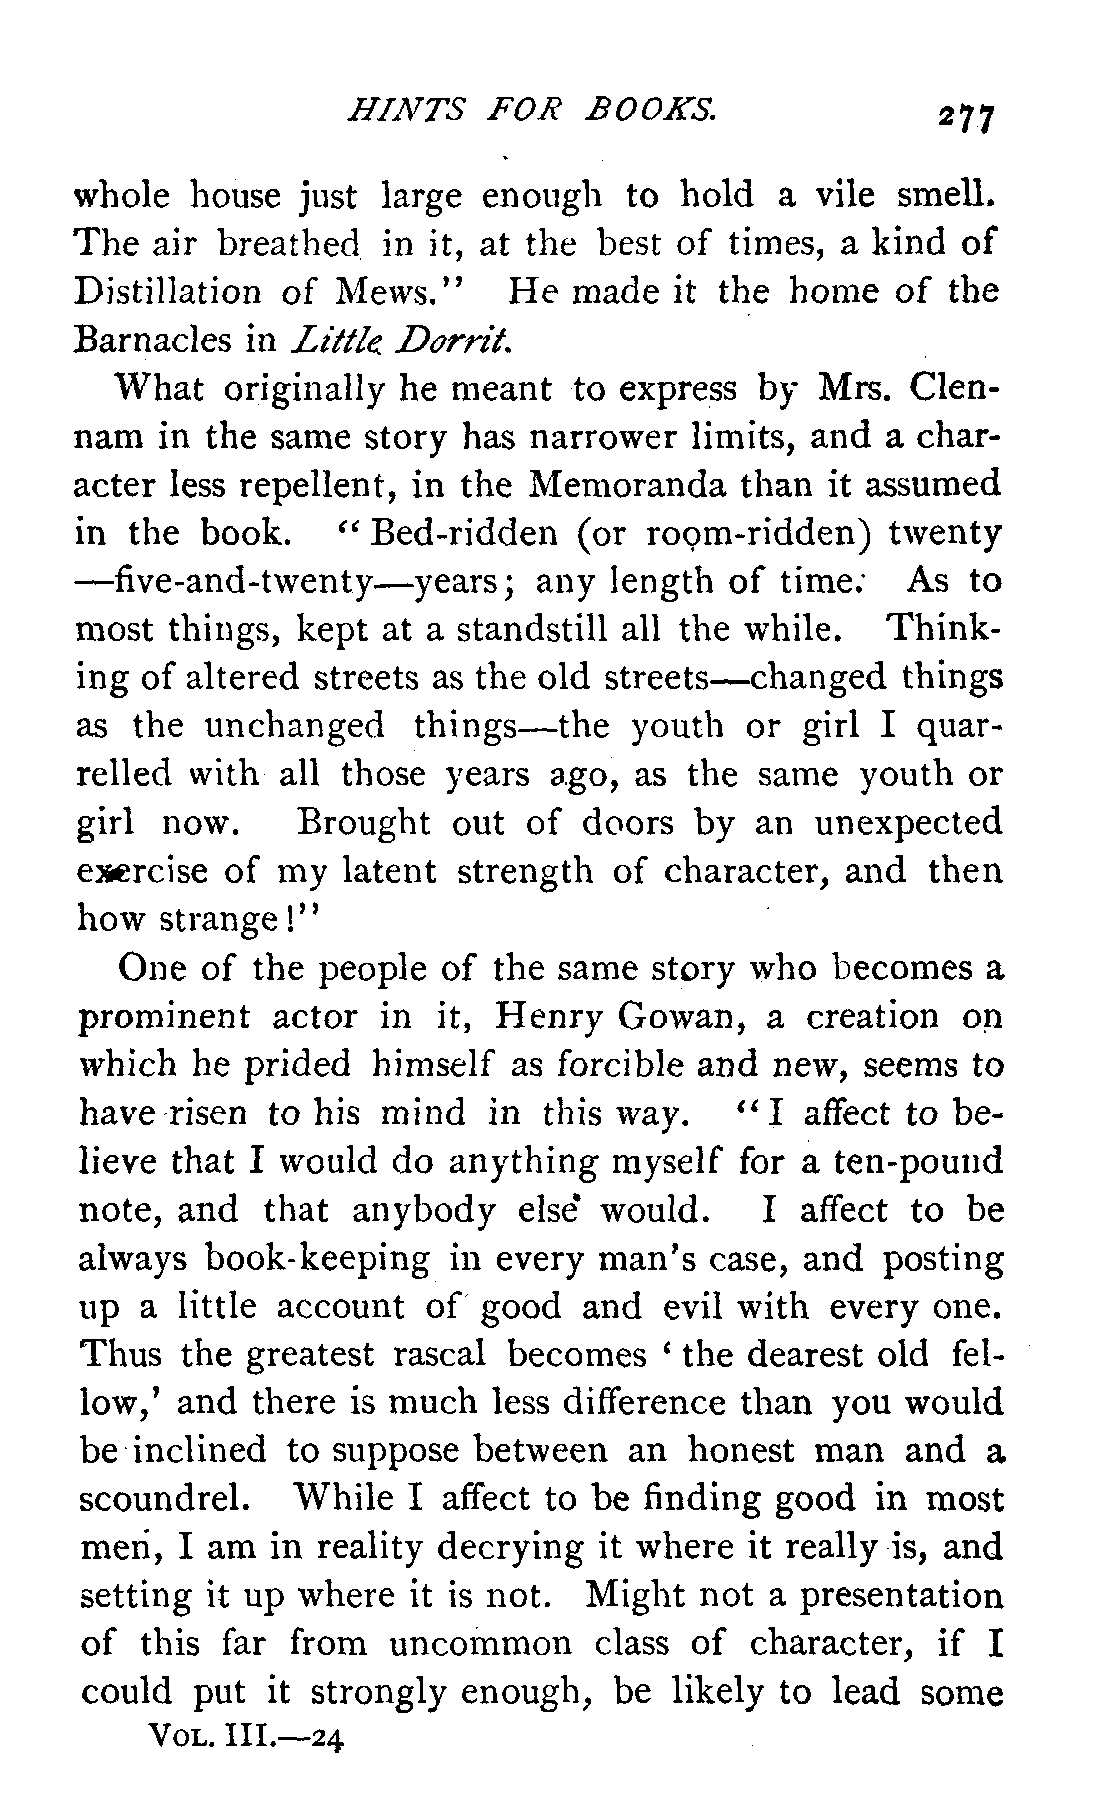 HINTS FOR BOOKS. 277
whole house just large enough to hold a vile smell.
The air breathed in it, at the best of times, a kind of
Distillation of Mews." He made it the home of the
Barnacles in Little Dorrit.
What originally he meant to express by Mrs. Clen-
nam in the same story has narrower limits, and a char-
acter less repellent, in the Memoranda than it assumed
in the book. "Bed-ridden (or room-ridden) twenty
—five-and-twenty—years; any length of time. As to
most things, kept at a standstill all the while. Think-
ing of altered streets as the old streets—changed things
as the unchanged things—the youth or girl I quar-
relled with all those years ago, as the same youth or
girl now. Brought out of doors by an unexpected
exercise of my latent strength of character, and then
how strange!"
One of the people of the same story who becomes a
prominent actor in it, Henry Gowan, a creation on
which he prided himself as forcible and new, seems to
have risen to his mind in this way. "I affect to be-
lieve that I would do anything myself for a ten-pound
note, and that anybody else would. I affect to be
always book-keeping in every man's case, and posting
up a little account of good and evil with every one.
Thus the greatest rascal becomes 'the dearest old fel-
low,' and there is much less difference than you would
be inclined to suppose between an honest man and a
scoundrel. While I affect to be finding good in most
men, I am in reality decrying it where it really is, and
setting it up where it is not. Might not a presentation
of this far from uncommon class of character, if I
could put it strongly enough, be likely to lead some
VOL. III.—24